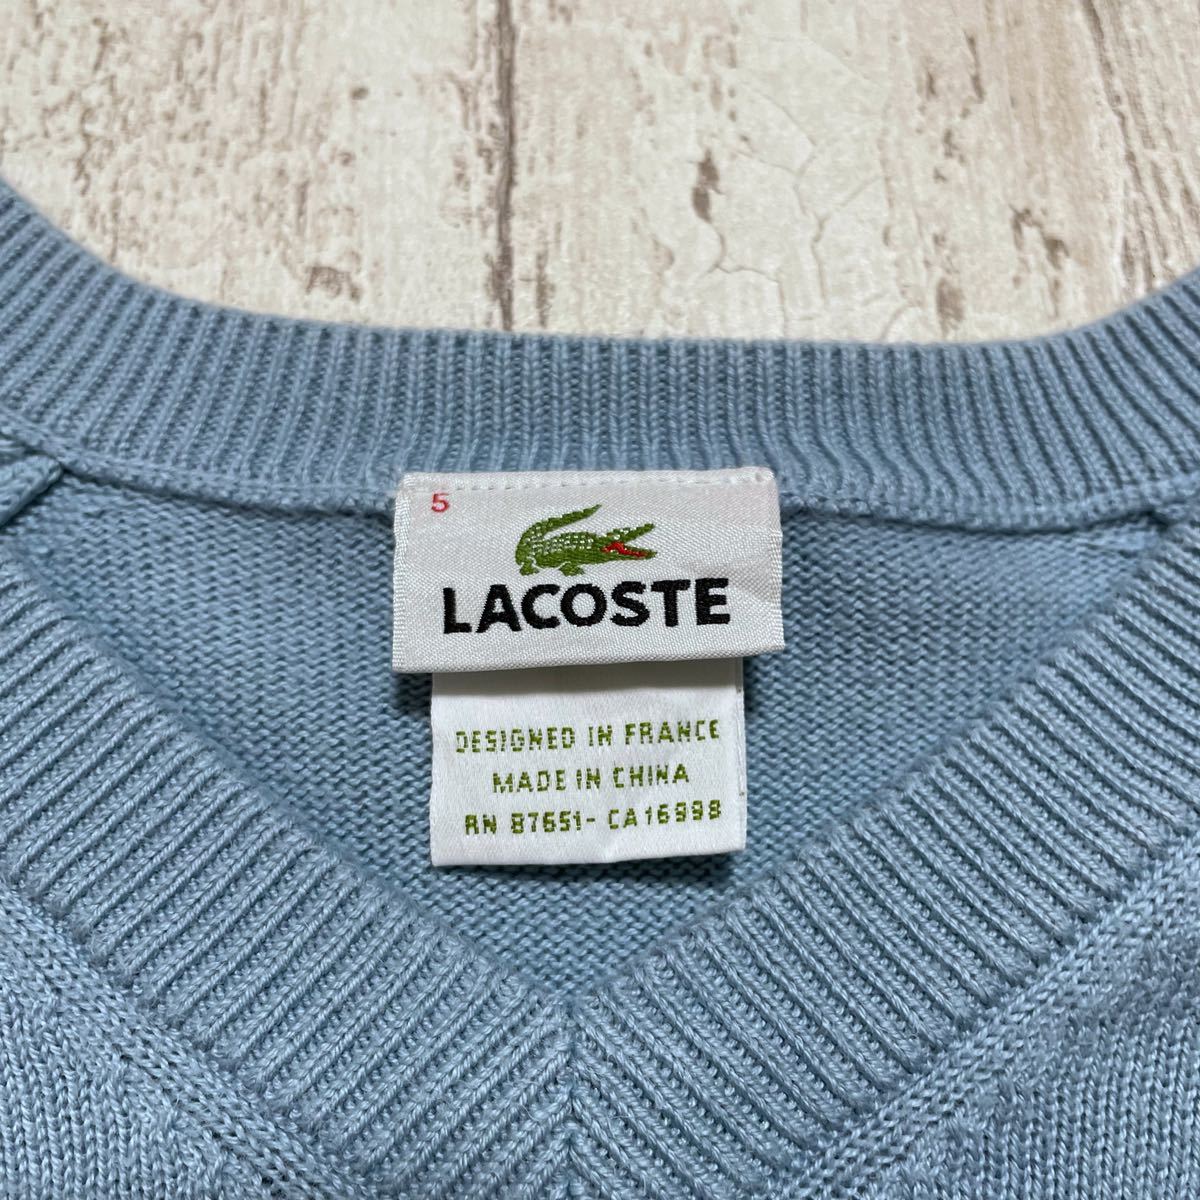 5
LACOSTE
DESIGNED IN FRANCE
MADE IN CHINA
RN 87651- CA16998